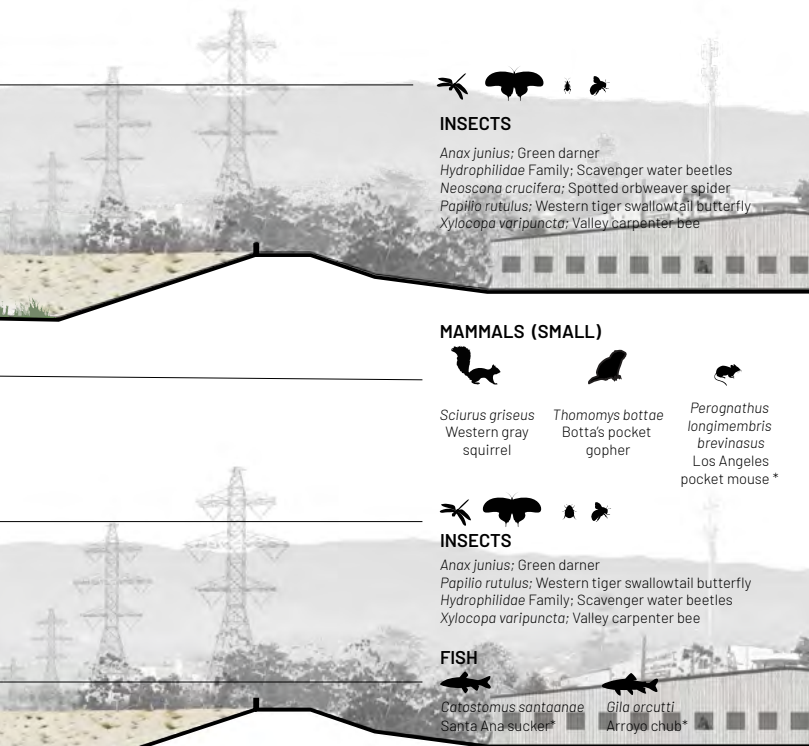 INSECTS
Anax junius; Green darner
Hydrophilidae Family; Scavenger water beetles
Neoscona crucifera; Spotted orbweaver spider
Papilio rutulus; Western tiger swallowtail butterfly
Xylocopa varipuncta; Valley carpenter bee
MAMMALS (SMALL)
Sciurus griseus
Western gray
squirrel
Thomomys bottae
Botta's pocket
gopher
Perognathus
longimembris
brevinasus
Los Angeles
pocket mouse *
INSECTS
Anax junius; Green darner
Papilio rutulus; Western tiger swallowtail butterfly
Hydrophilidae Family; Scavenger water beetles
Xylocopa varipuncta; Valley carpenter bee
FISH
Catostomus santaanae
Santa Ana sucker*
Gila orcutti
Arroyo chub*